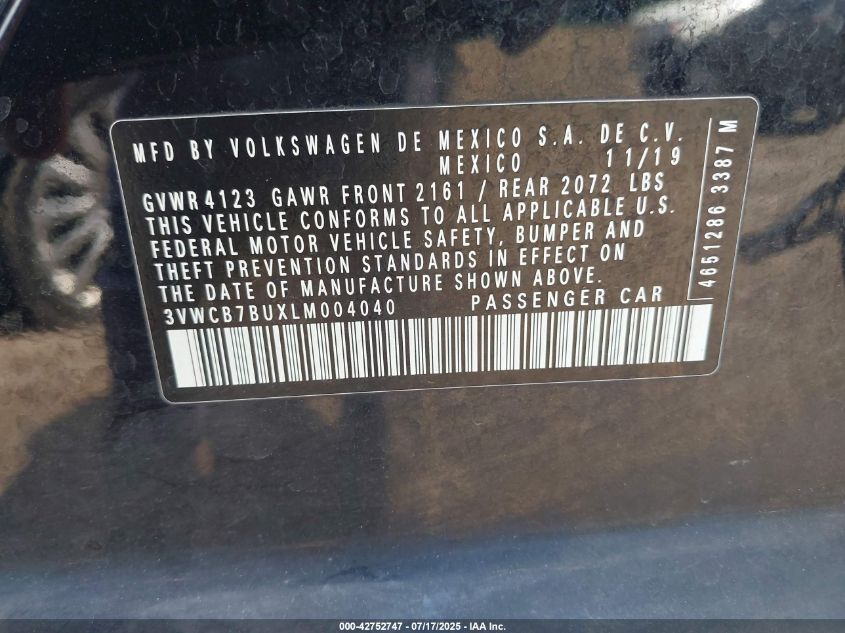 MFD BY VOLKSWAGEN DE MEXICO S.A. DE C.V.
MEXICO 11/19
GVWR 4123 GAWR FRONT 2161 / REAR 2072 LBS
THIS VEHICLE CONFORMS TO ALL APPLICABLE U.S.
FEDERAL MOTOR VEHICLE SAFETY, BUMPER AND
THEFT PREVENTION STANDARDS IN EFFECT ON
THE DATE OF MANUFACTURE SHOWN ABOVE.
3VWCB7BUXLM004040 PASSENGER CAR
4651286 3387 M
000-42752747 - 07/17/2025 - IAA Inc.